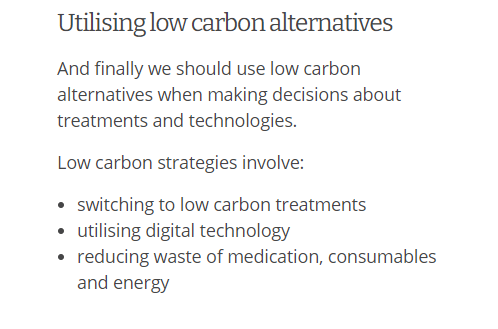 Utilising low carbon alternatives
And finally we should use low carbon
alternatives when making decisions about
treatments and technologies.
Low carbon strategies involve:
• switching to low carbon treatments
• utilising digital technology
• reducing waste of medication, consumables
and energy